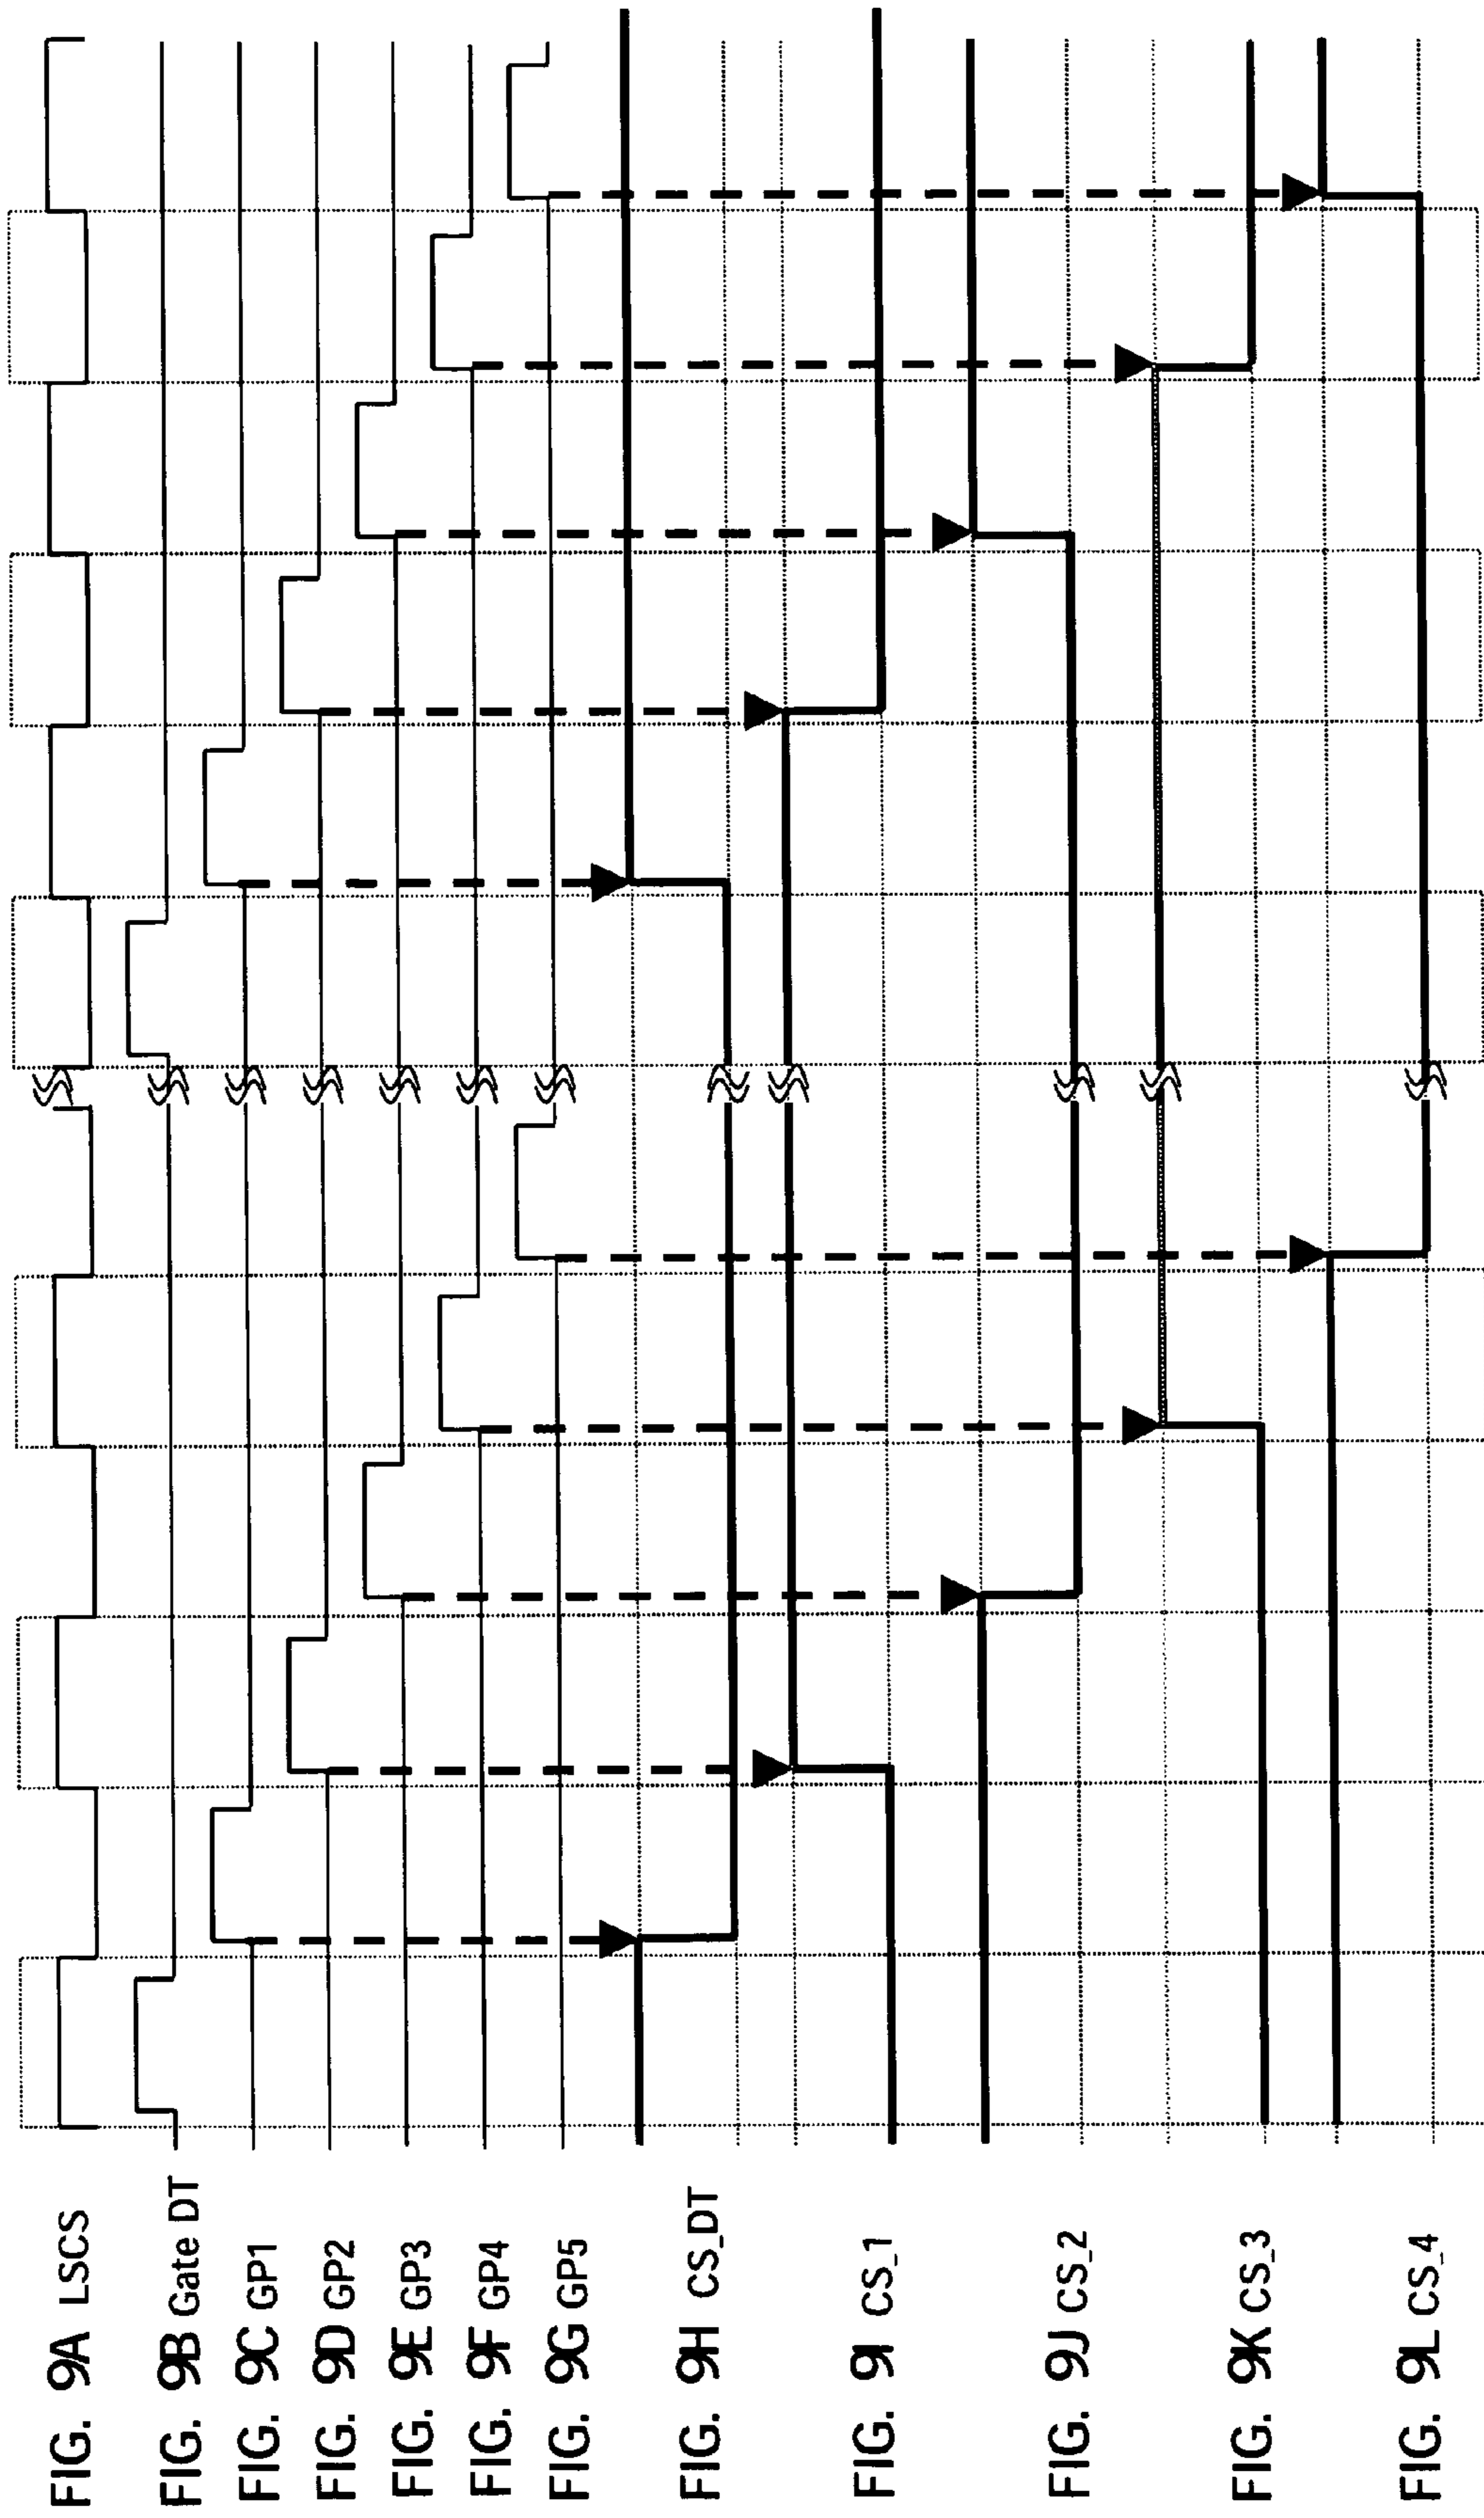 FIG. 9A LSCS
FIG. 9B Gate DT
FIG. 9C GP1
FIG. 9D GP2
FIG. 9E GP3
FIG. 9F GP4
FIG. 9G GP5
FIG. 9H CS_DT
FIG. 9I CS_1
FIG. 9J CS_2
FIG. 9K CS_3
FIG. 9L CS_4